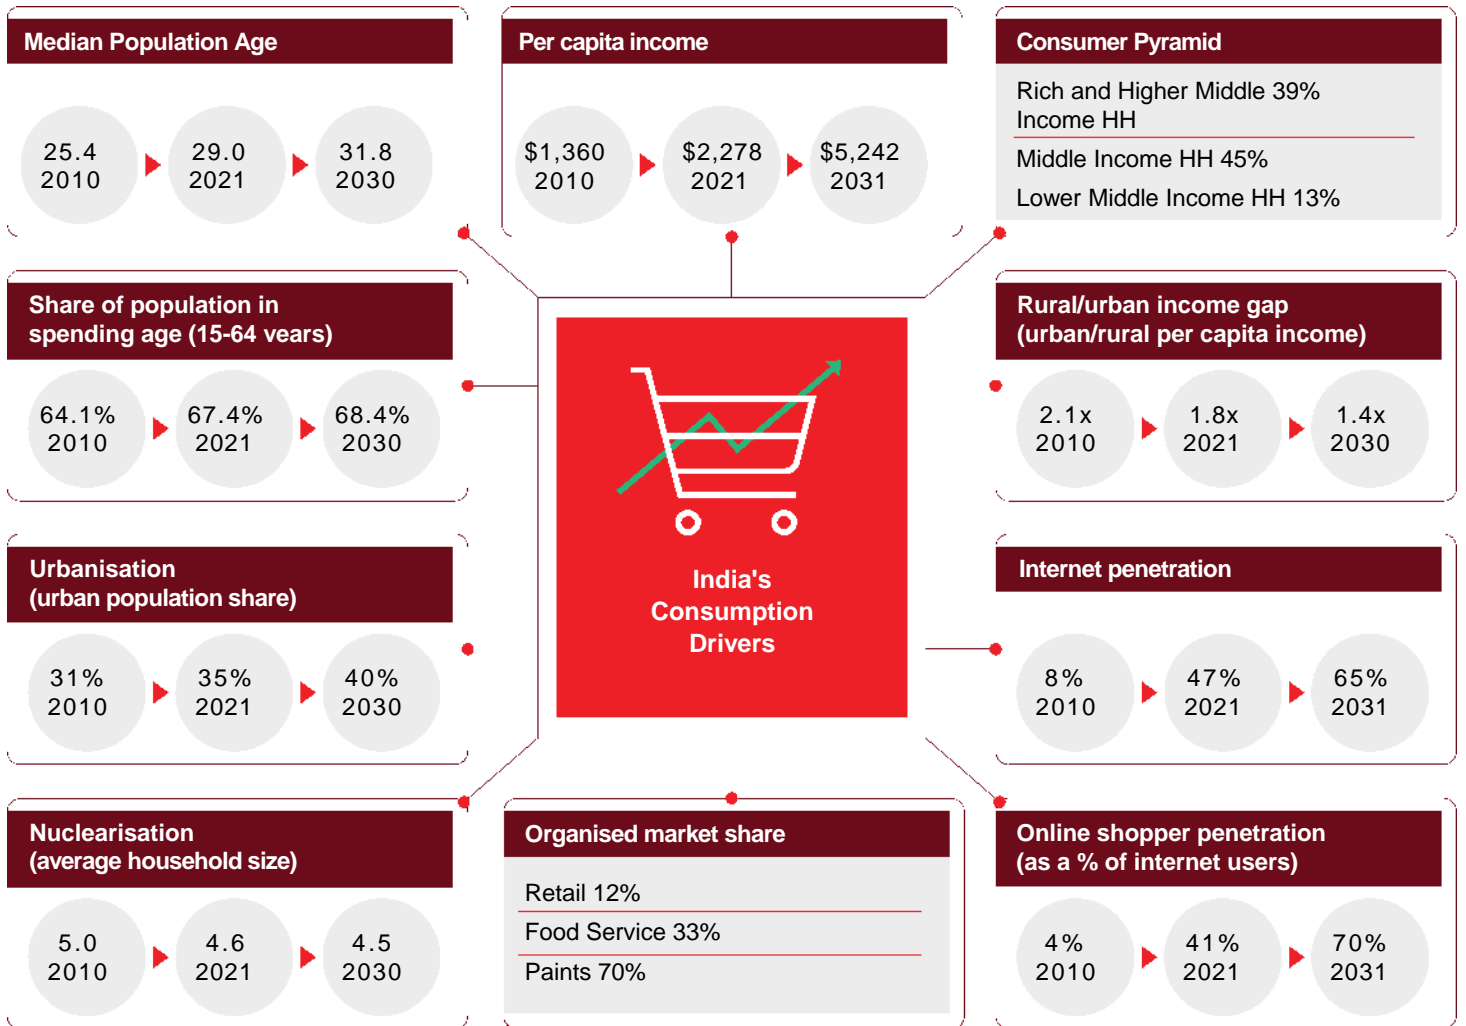 Median Population Age
25.4
2010
29.0
2021
31.8
2030
Per capita income
$1,360
2010
$2,278
2021
$5,242
2031
Consumer Pyramid
Rich and Higher Middle 39%
Income HH
Middle Income HH 45%
Lower Middle Income HH 13%
Share of population in
spending age (15-64 years)
64.1%
2010
67.4%
2021
68.4%
2030
Rural/urban income gap
(urban/rural per capita income)
2.1x
2010
1.8x
2021
1.4x
2030
India's
Consumption
Drivers
Urbanisation
(urban population share)
31%
2010
35%
2021
40%
2030
Internet penetration
8%
2010
47%
2021
65%
2031
Nuclearisation
(average household size)
5.0
2010
4.6
2021
4.5
2030
Organised market share
Retail 12%
Food Service 33%
Paints 70%
Online shopper penetration
(as a % of internet users)
4%
2010
41%
2021
70%
2031